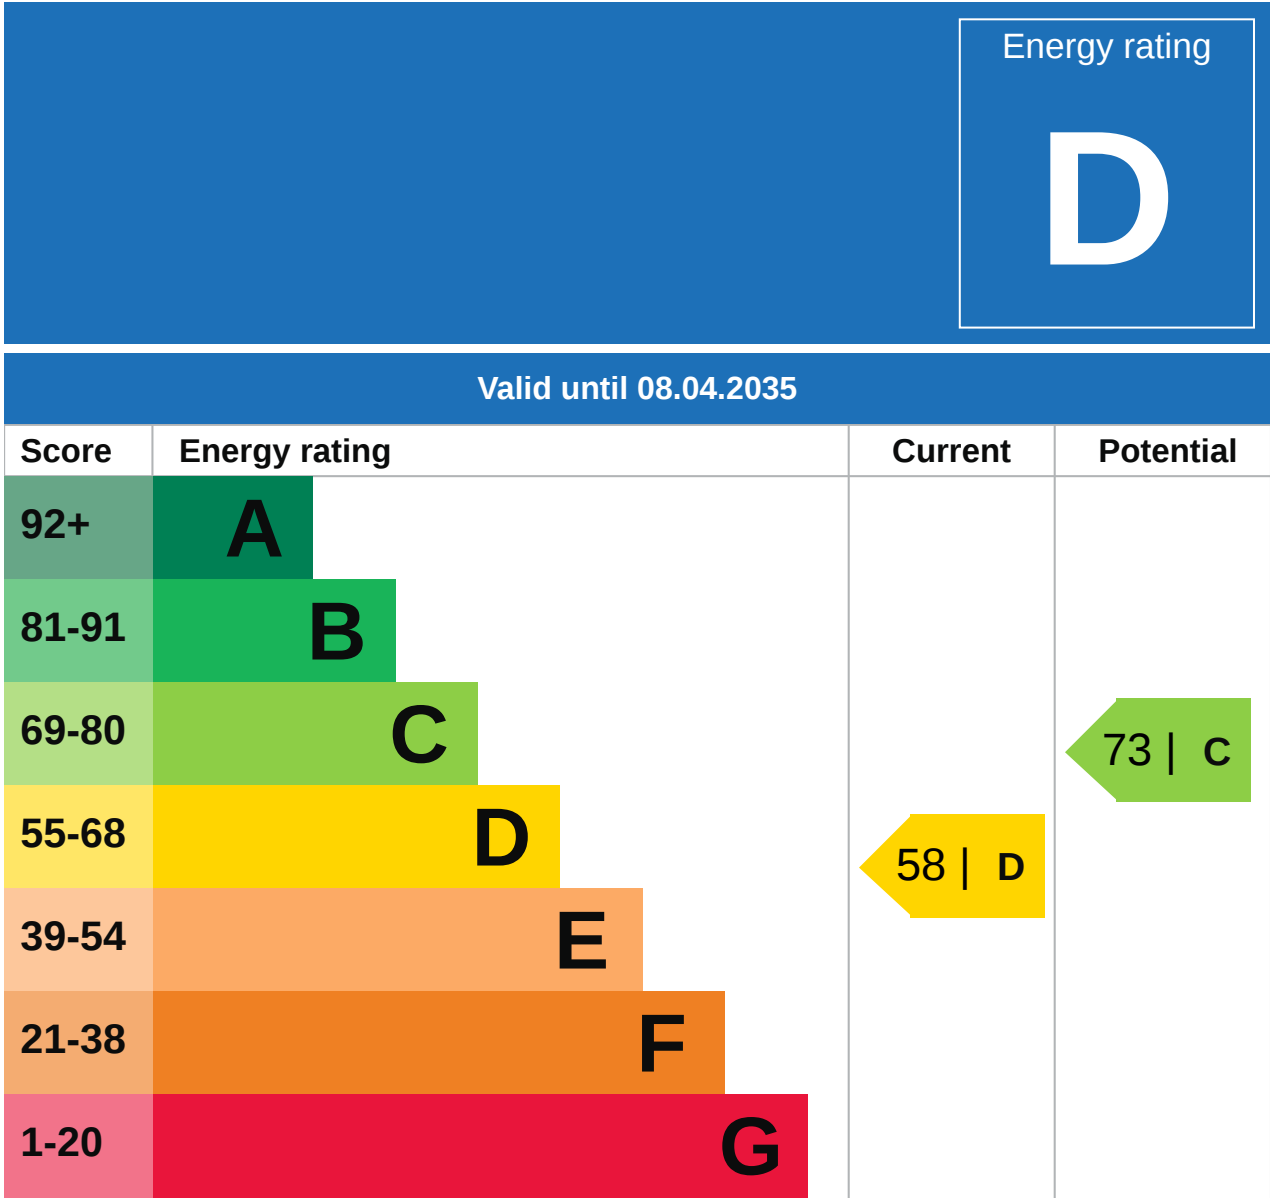 Energy rating
D
Valid until 08.04.2035
Score Energy rating Current Potential
92+ A
81-91 B
69-80 C
73 | C
55-68 D
58 | D
39-54 E
21-38 F
1-20 G